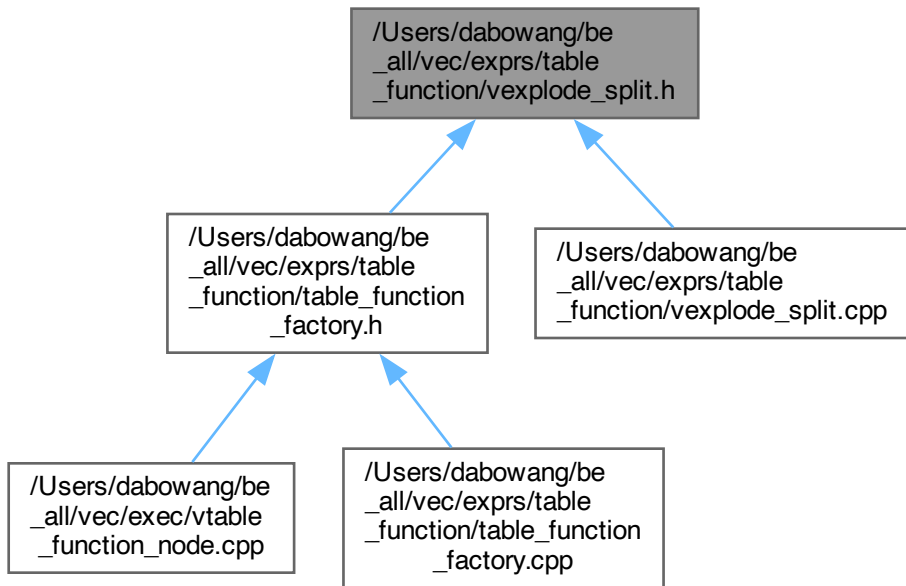 /Users/dabowang/be
_all/vec/exprs/table
_function/vexplode_split.h
/Users/dabowang/be
_all/vec/exprs/table
_function/table_function
_factory.h
/Users/dabowang/be
_all/vec/exprs/table
_function/vexplode_split.cpp
/Users/dabowang/be
_all/vec/exec/vtable
_function_node.cpp
/Users/dabowang/be
_all/vec/exprs/table
_function/table_function
_factory.cpp